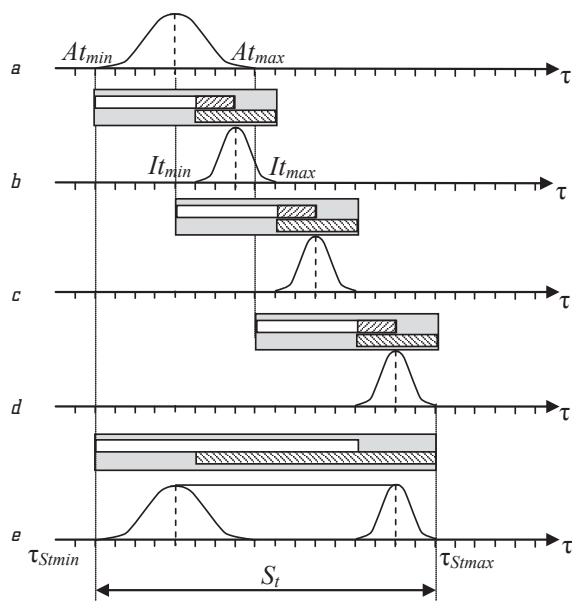 At_min At_max
a τ
It_min It_max
b τ
c τ
d τ
e τ
τ_Stmin τ_Stmax
S_t